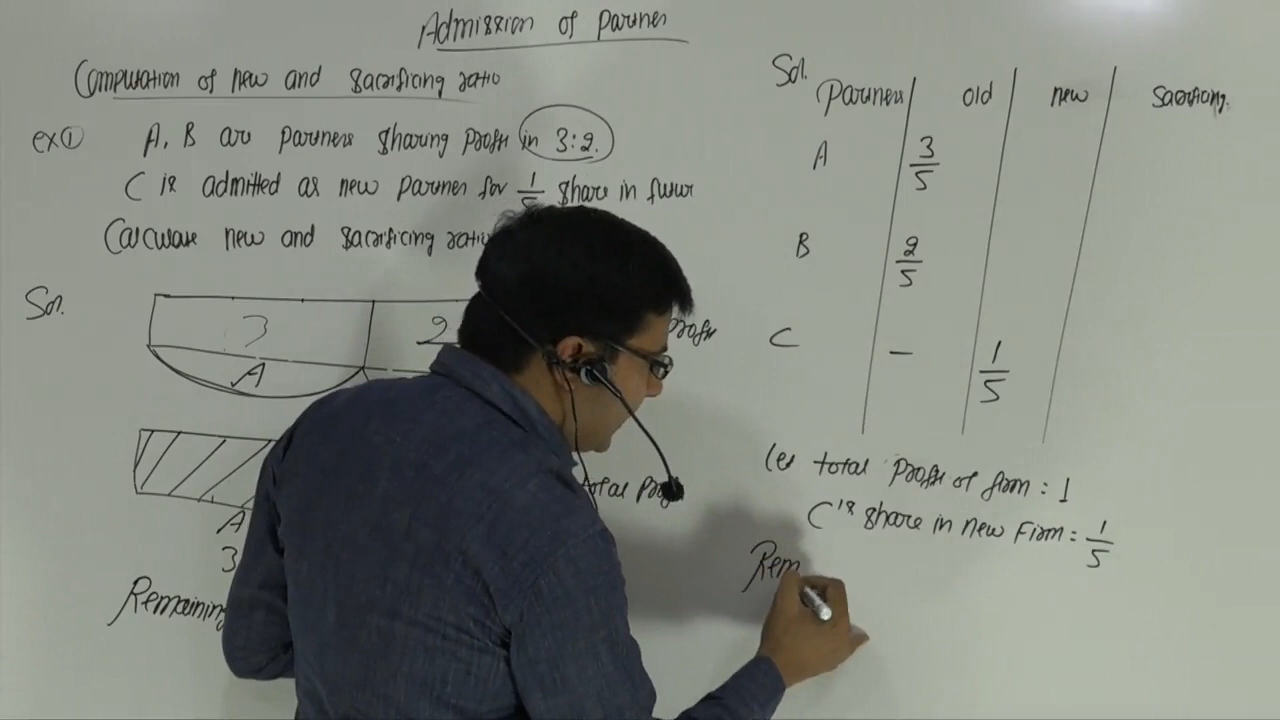 Admission of Partner
Computation of new and sacrificing ratio
ex ① A, B are partners sharing profit in 3:2.
C is admitted as new partner for 1/5 share in future
Calculate new and sacrificing ratio
Sol.
3 2 profit
A
total profit
A
3
Remaining
Sol.
Partners old new sacrificing.
A 3/5
B 2/5
C - 1/5
let total profit of firm : 1
C's share in new Firm : 1/5
Rem